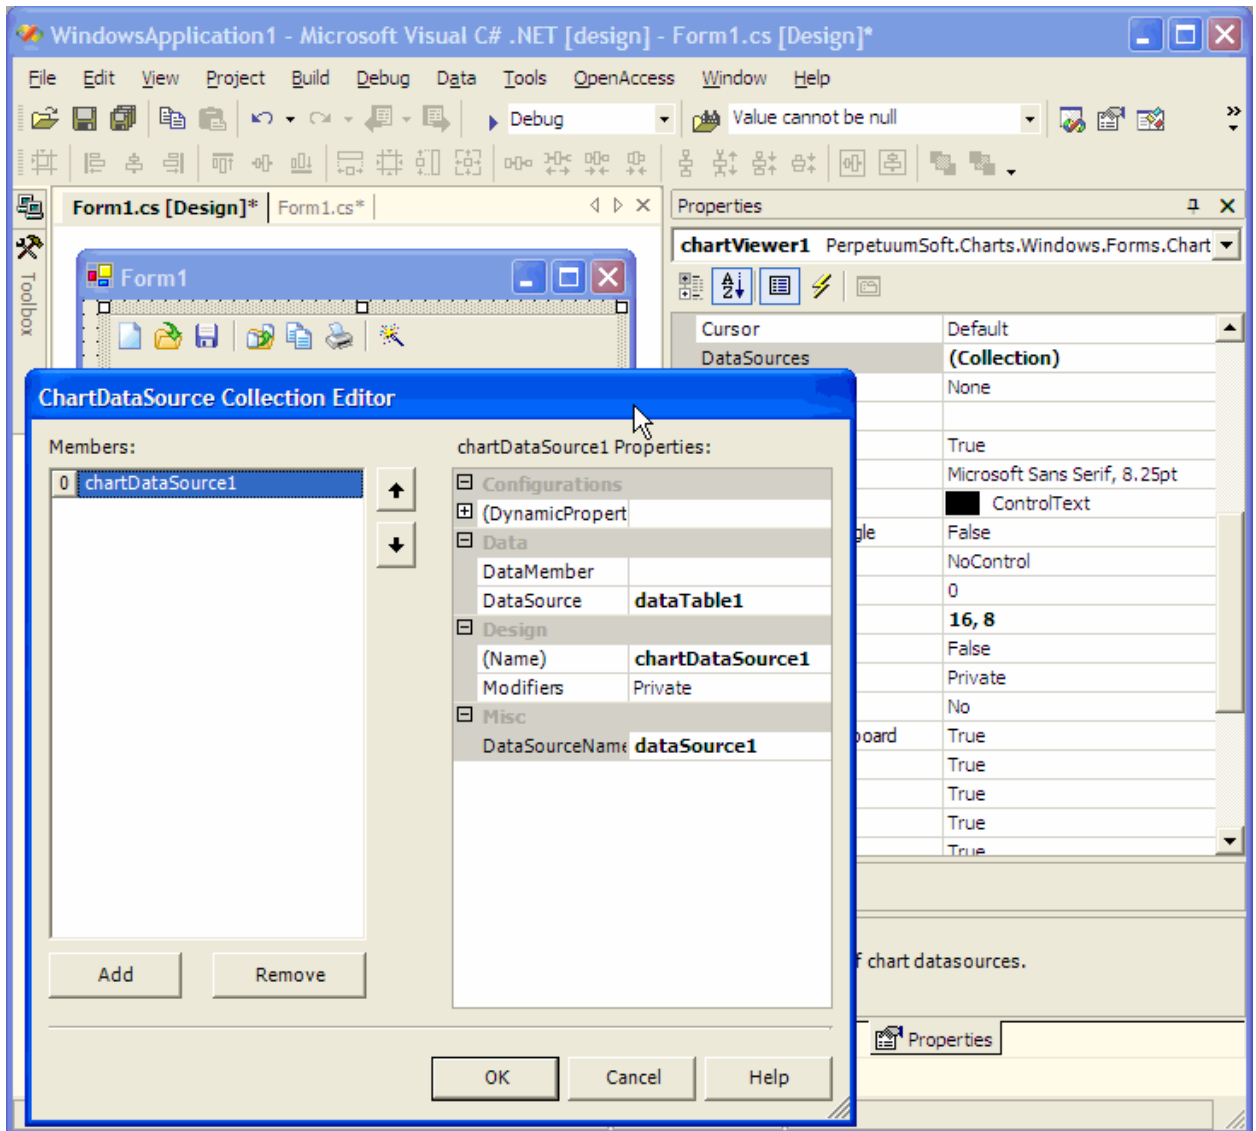 WindowsApplication1 - Microsoft Visual C# .NET [design] - Form1.cs [Design]*
File Edit View Project Build Debug Data Tools OpenAccess Window Help
Debug Value cannot be null
Form1.cs [Design]* Form1.cs*
Toolbox
Form1
Properties
chartViewer1 PerpetuumSoft.Charts.Windows.Forms.Chart
Cursor Default
DataSources (Collection)
None
True
Microsoft Sans Serif, 8.25pt
ControlText
gle False
NoControl
0
16, 8
False
Private
No
board True
True
True
True
True
f chart datasources.
Properties
ChartDataSource Collection Editor
Members:
0 chartDataSource1
Add Remove
chartDataSource1 Properties:
Configurations
(DynamicPropert
Data
DataMember
DataSource dataTable1
Design
(Name) chartDataSource1
Modifiers Private
Misc
DataSourceName dataSource1
OK Cancel Help